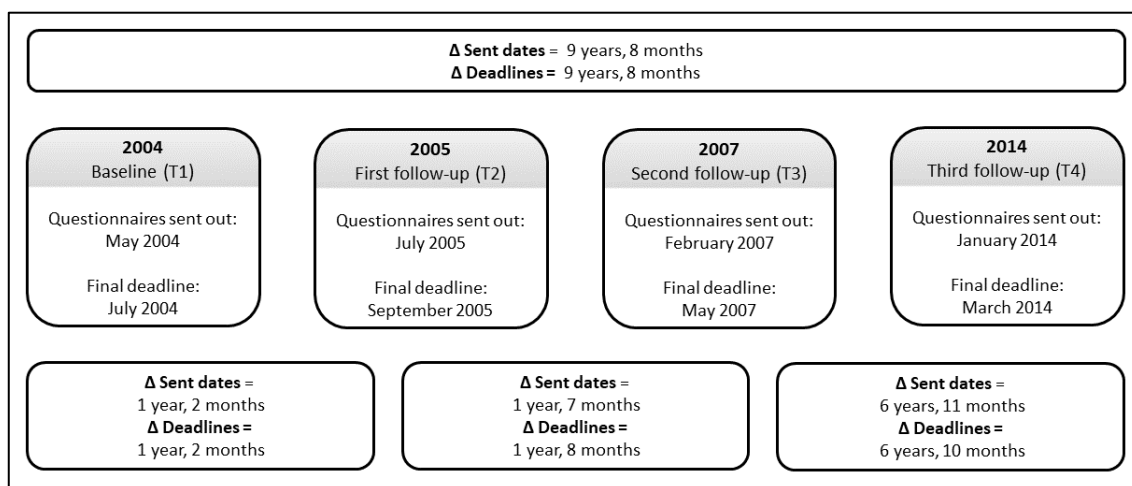 Δ Sent dates = 9 years, 8 months
Δ Deadlines = 9 years, 8 months
2004
Baseline (T1)
Questionnaires sent out:
May 2004
Final deadline:
July 2004
2005
First follow-up (T2)
Questionnaires sent out:
July 2005
Final deadline:
September 2005
2007
Second follow-up (T3)
Questionnaires sent out:
February 2007
Final deadline:
May 2007
2014
Third follow-up (T4)
Questionnaires sent out:
January 2014
Final deadline:
March 2014
Δ Sent dates =
1 year, 2 months
Δ Deadlines =
1 year, 2 months
Δ Sent dates =
1 year, 7 months
Δ Deadlines =
1 year, 8 months
Δ Sent dates =
6 years, 11 months
Δ Deadlines =
6 years, 10 months